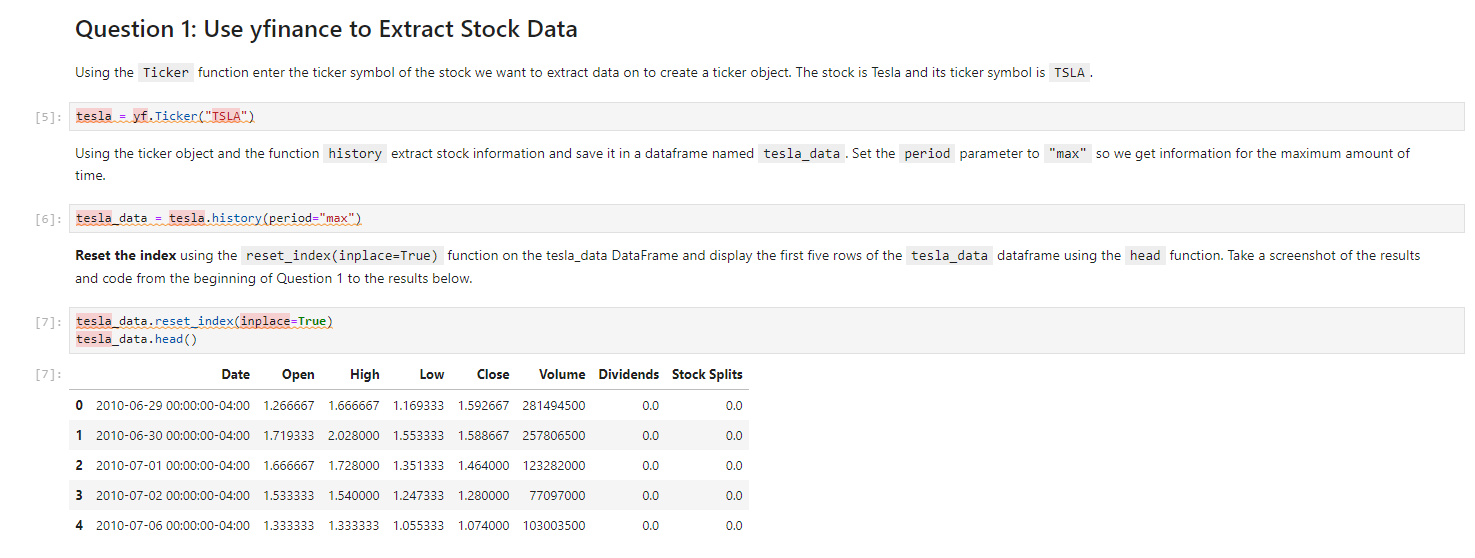 Question 1: Use yfinance to Extract Stock Data
Using the Ticker function enter the ticker symbol of the stock we want to extract data on to create a ticker object. The stock is Tesla and its ticker symbol is TSLA .
[5]: tesla = yf.Ticker("TSLA")
Using the ticker object and the function history extract stock information and save it in a dataframe named tesla_data . Set the period parameter to "max" so we get information for the maximum amount of
time.
[6]: tesla_data = tesla.history(period="max")
Reset the index using the reset_index(inplace=True) function on the tesla_data DataFrame and display the first five rows of the tesla_data dataframe using the head function. Take a screenshot of the results
and code from the beginning of Question 1 to the results below.
[7]: tesla_data.reset_index(inplace=True)
tesla_data.head()
[7]: Date Open High Low Close Volume Dividends Stock Splits
0 2010-06-29 00:00:00-04:00 1.266667 1.666667 1.169333 1.592667 281494500 0.0 0.0
1 2010-06-30 00:00:00-04:00 1.719333 2.028000 1.553333 1.588667 257806500 0.0 0.0
2 2010-07-01 00:00:00-04:00 1.666667 1.728000 1.351333 1.464000 123282000 0.0 0.0
3 2010-07-02 00:00:00-04:00 1.533333 1.540000 1.247333 1.280000 77097000 0.0 0.0
4 2010-07-06 00:00:00-04:00 1.333333 1.333333 1.055333 1.074000 103003500 0.0 0.0